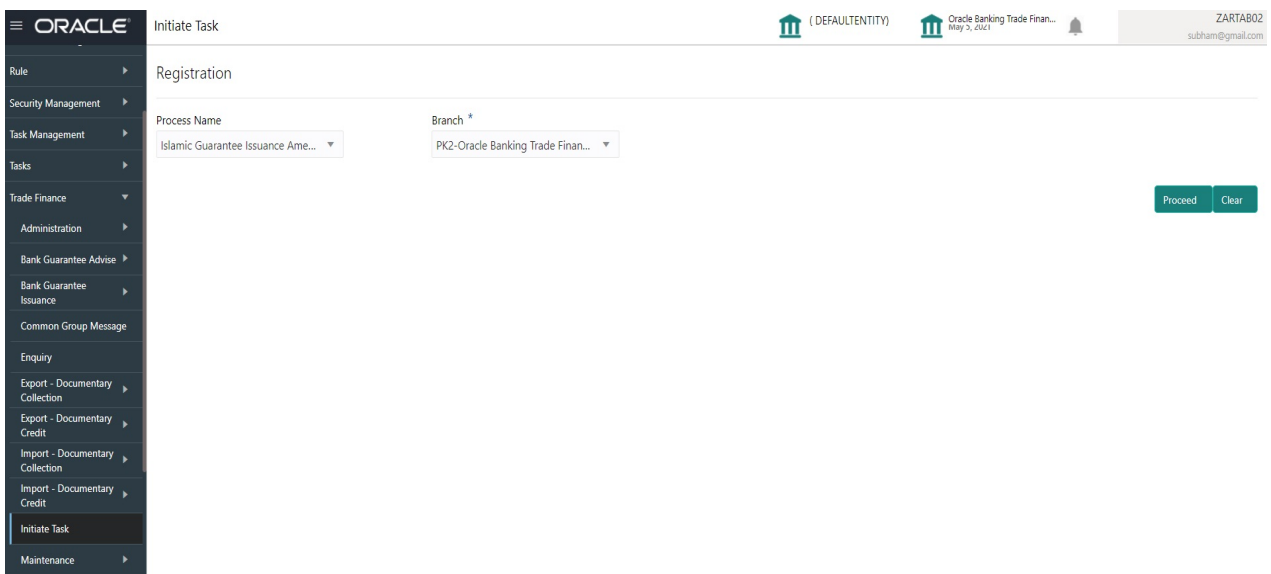 ORACLE
Initiate Task
( DEFAULTENTITY)
Oracle Banking Trade Finan...
May 5, 2021
ZARTAB02
subham@gmail.com
Rule
Security Management
Task Management
Tasks
Trade Finance
Administration
Bank Guarantee Advise
Bank Guarantee
Issuance
Common Group Message
Enquiry
Export - Documentary
Collection
Export - Documentary
Credit
Import - Documentary
Collection
Import - Documentary
Credit
Initiate Task
Maintenance
Registration
Process Name
Branch *
Islamic Guarantee Issuance Ame...
PK2-Oracle Banking Trade Finan...
Proceed
Clear